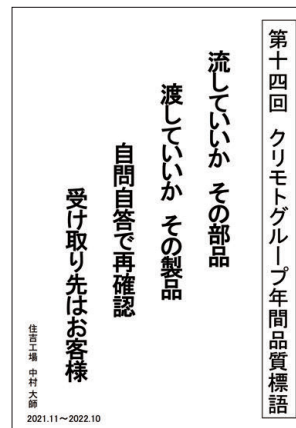 第十四回 クリモトグループ年間品質標語
流していいか その部品
渡していいか その製品
自問自答で再確認
受け取り先はお客様
住吉工場 中村 大師
2021.11～2022.10